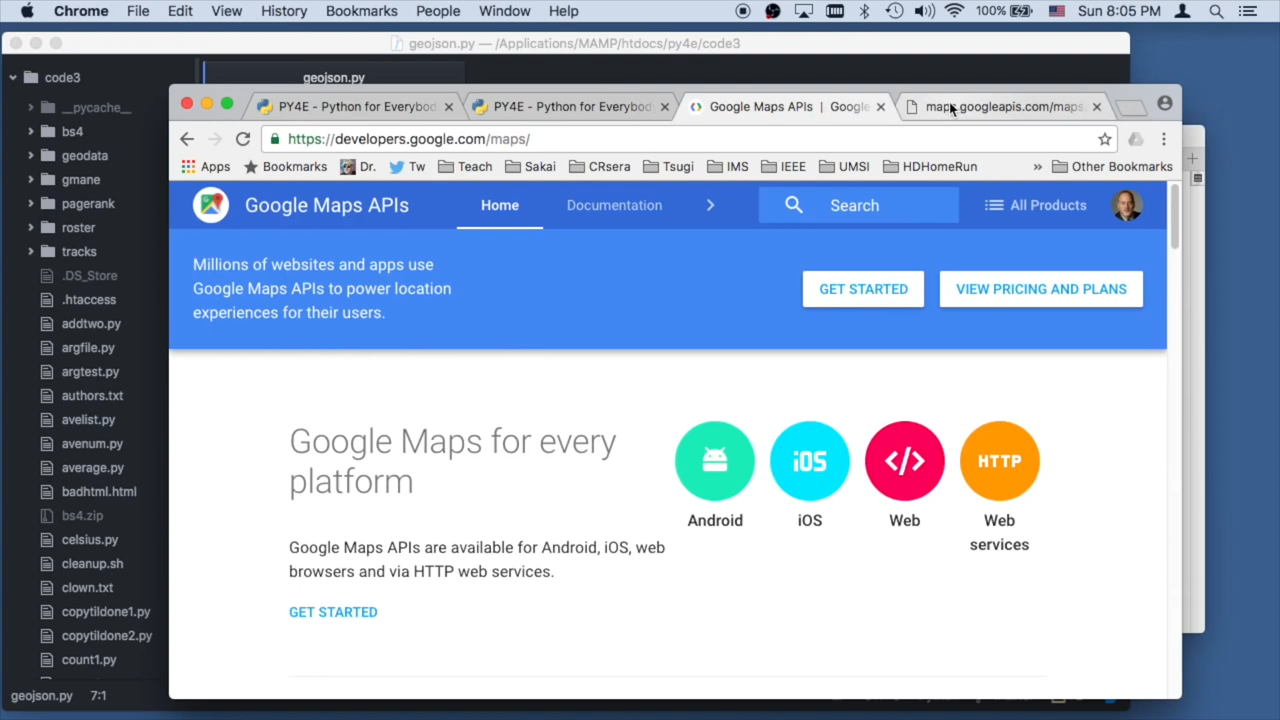 Chrome File Edit View History Bookmarks People Window Help 100% Sun 8:05 PM
geojson.py — /Applications/MAMP/htdocs/py4e/code3
code3
geojson.py
__pycache__
bs4
geodata
gmane
pagerank
roster
tracks
.DS_Store
.htaccess
addtwo.py
argfile.py
argtest.py
authors.txt
avelist.py
avenum.py
average.py
badhtml.html
bs4.zip
celsius.py
cleanup.sh
clown.txt
copytildone1.py
copytildone2.py
count1.py
geojson.py 7:1
PY4E - Python for Everybod
PY4E - Python for Everybody
Google Maps APIs | Google
maps.googleapis.com/maps
https://developers.google.com/maps/
Apps Bookmarks Dr. Tw Teach Sakai CRsera Tsugi IMS IEEE UMSI HDHomeRun » Other Bookmarks
Google Maps APIs Home Documentation Search All Products
Millions of websites and apps use
Google Maps APIs to power location
experiences for their users.
GET STARTED VIEW PRICING AND PLANS
Google Maps for every
platform
Google Maps APIs are available for Android, iOS, web
browsers and via HTTP web services.
GET STARTED
iOS </> HTTP
Android iOS Web Web
services